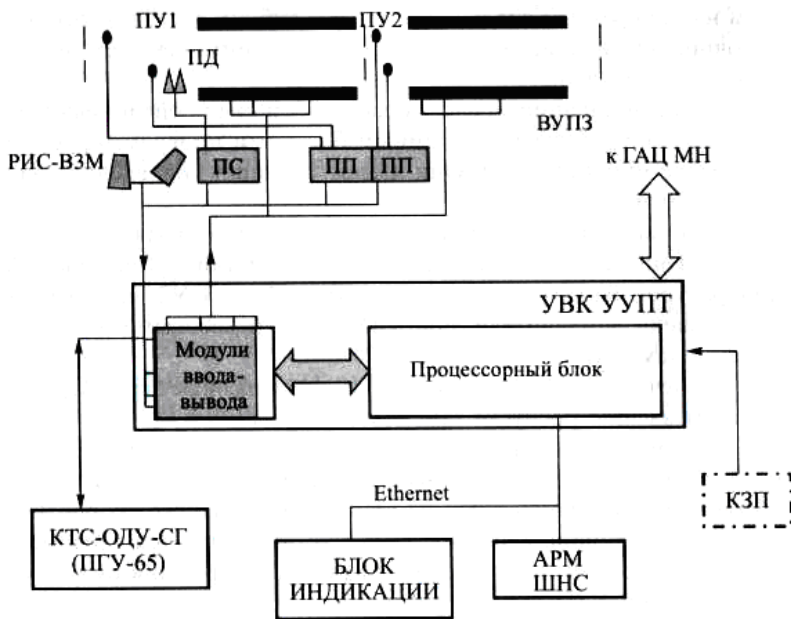 ПУ1
ПУ2
ПД
ВУПЗ
РИС-В3М
ПС
ПП
ПП
к ГАЦ МН
УВК УУПТ
Модули
ввода-
вывода
Процессорный блок
Ethernet
КЗП
КТС-ОДУ-СГ
(ПГУ-65)
БЛОК
ИНДИКАЦИИ
АРМ
ШНС